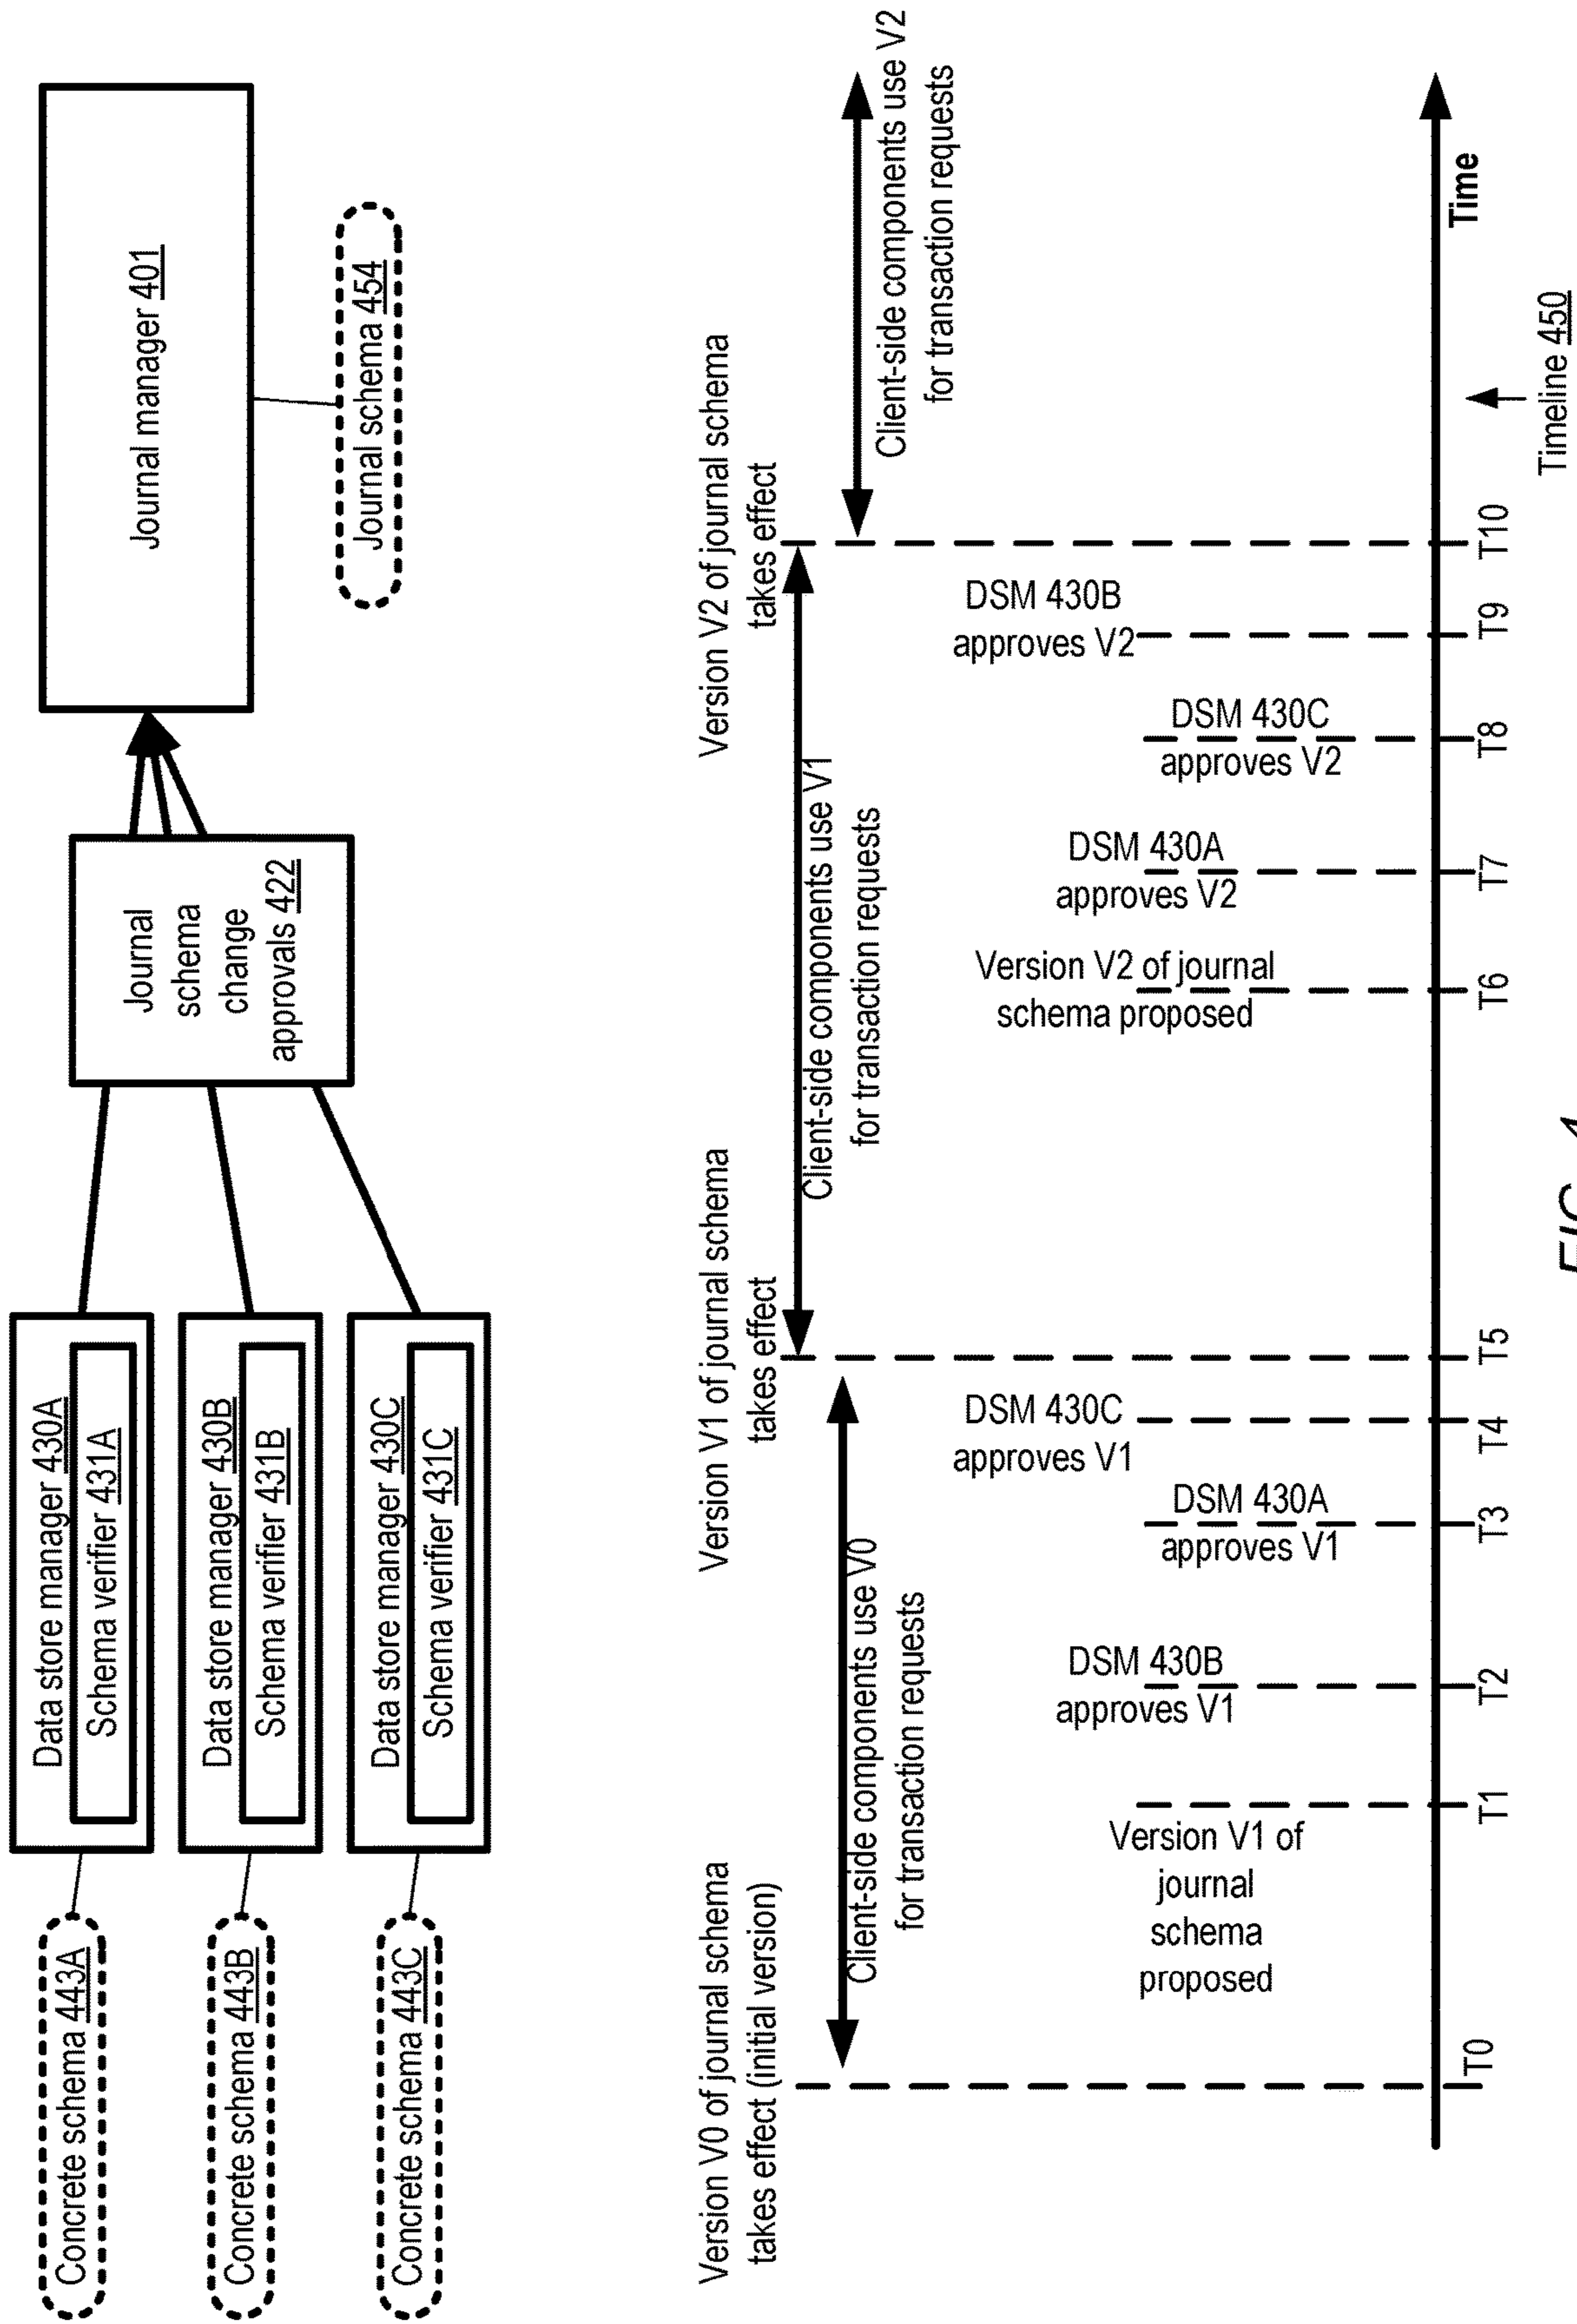 Concrete schema 443A
Data store manager 430A
Schema verifier 431A
Concrete schema 443B
Data store manager 430B
Schema verifier 431B
Concrete schema 443C
Data store manager 430C
Schema verifier 431C
Journal
schema
change
approvals 422
Journal manager 401
Journal schema 454
Version V0 of journal schema
takes effect (initial version)
Version V1 of journal schema
takes effect
Version V2 of journal schema
takes effect
Client-side components use V0
for transaction requests
Client-side components use V1
for transaction requests
Client-side components use V2
for transaction requests
Version V1 of
journal
schema
proposed
DSM 430B
approves V1
DSM 430A
approves V1
DSM 430C
approves V1
Version V2 of journal
schema proposed
DSM 430A
approves V2
DSM 430C
approves V2
DSM 430B
approves V2
T0
T1
T2
T3
T4
T5
T6
T7
T8
T9
T10
Time
Timeline 450
FIG. 4